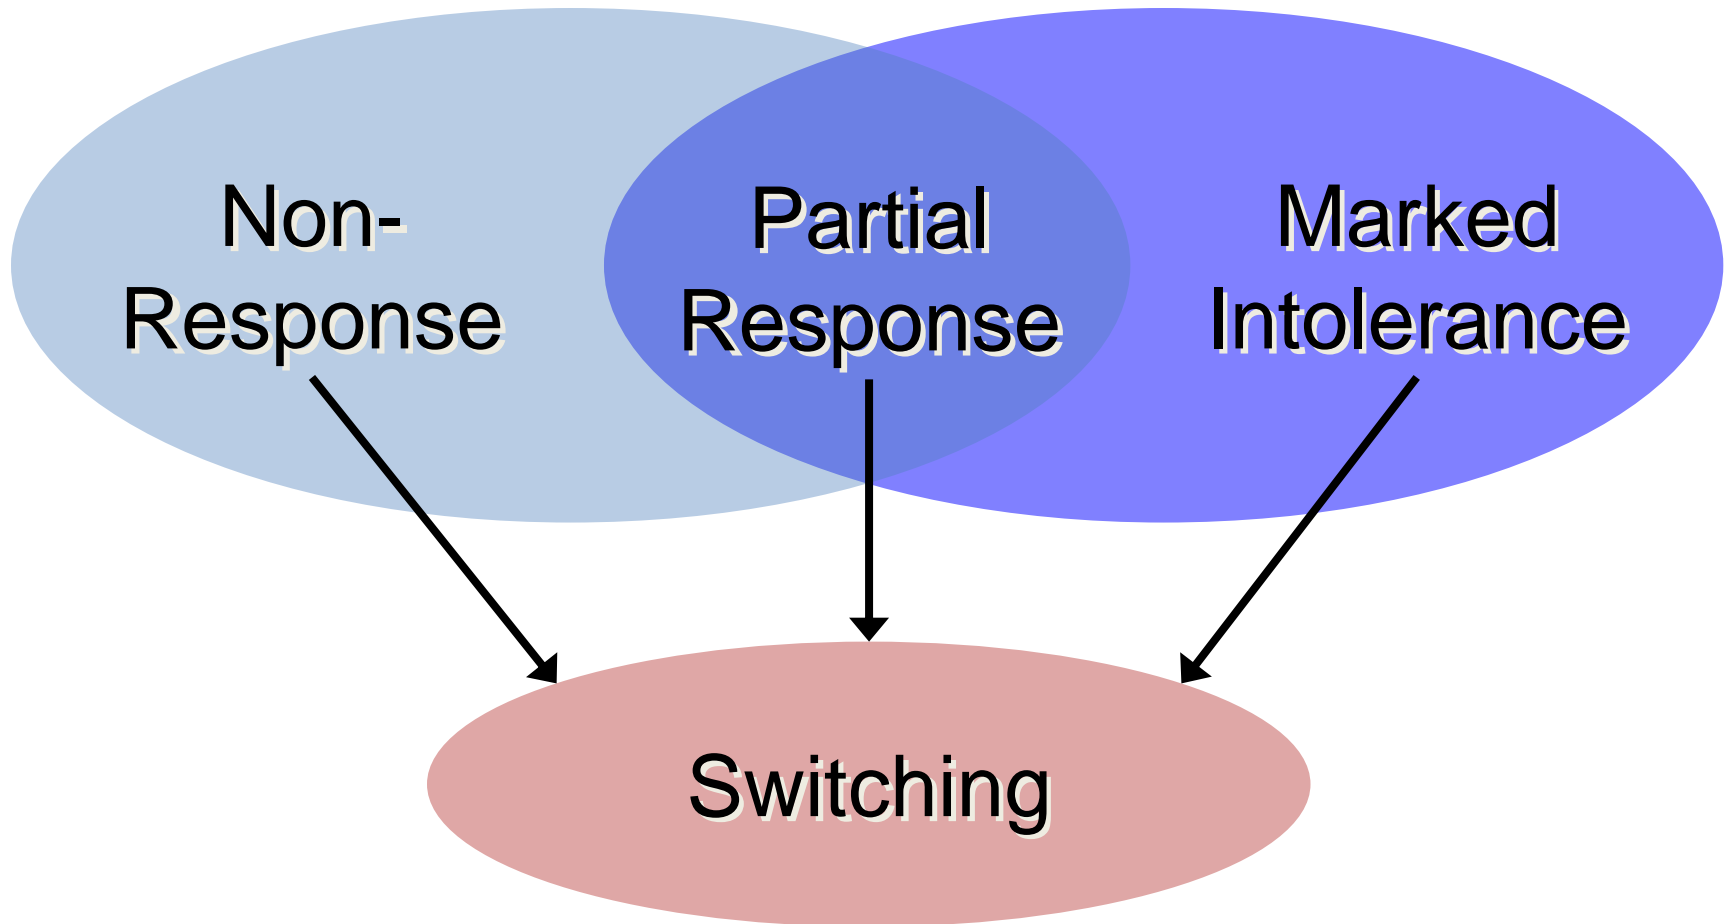 Non-
Response
Partial
Response
Marked
Intolerance
Switching